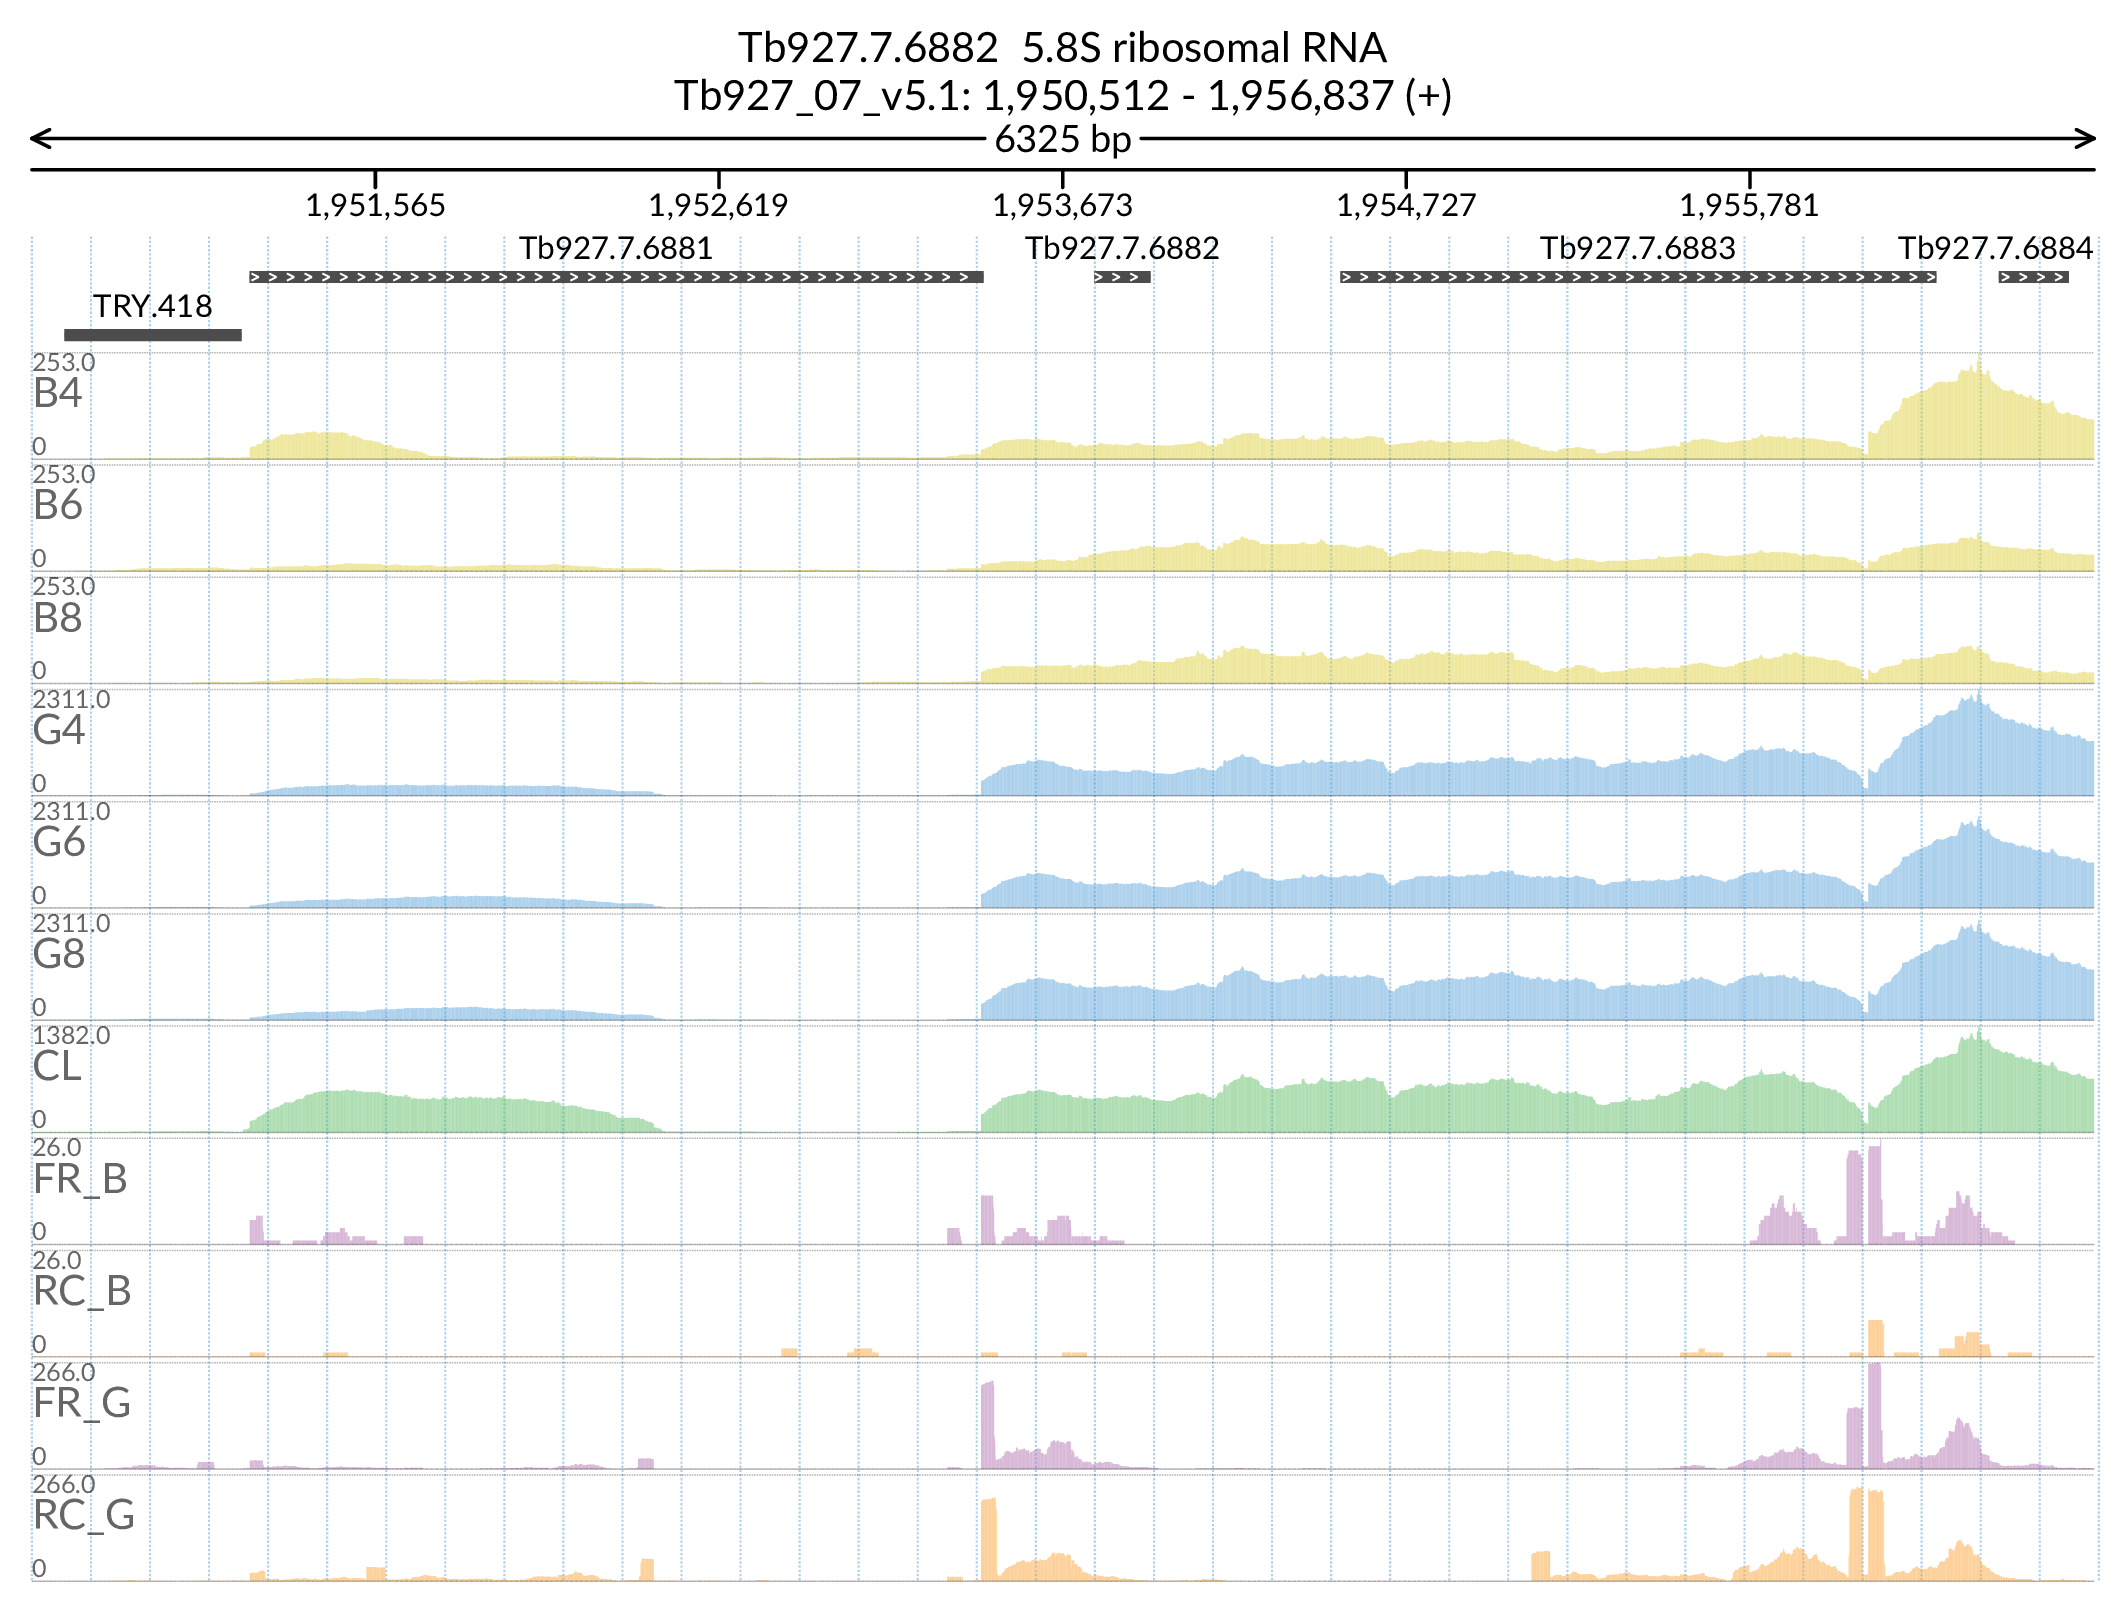 Tb927.7.6882  5.8S ribosomal RNA
Tb927_07_v5.1: 1,950,512 - 1,956,837 (+)
6325 bp
1,951,565 1,952,619 1,953,673 1,954,727 1,955,781
Tb927.7.6881 Tb927.7.6882 Tb927.7.6883 Tb927.7.6884
TRY.418
253.0
B4
0
253.0
B6
0
253.0
B8
0
2311.0
G4
0
2311.0
G6
0
2311.0
G8
0
1382.0
CL
0
26.0
FR_B
0
26.0
RC_B
0
266.0
FR_G
0
266.0
RC_G
0